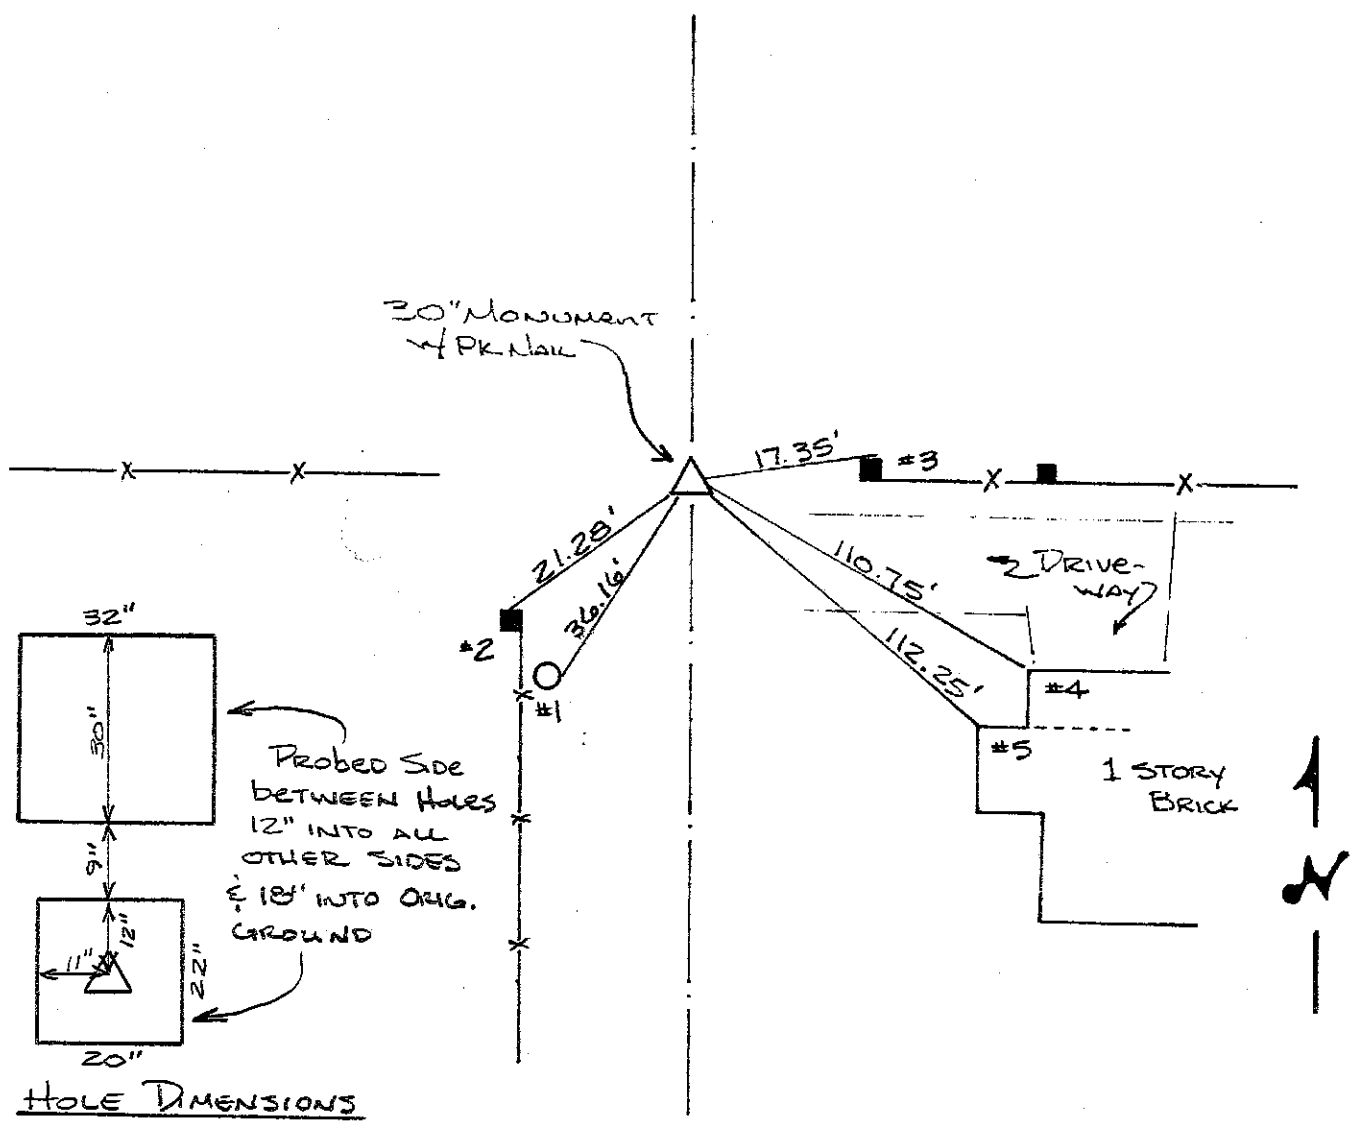 30" MONUMENT
W/ PK NAIL
17.35'
#3
21.28'
36.16'
110.75'
112.25'
DRIVE-
WAY
#2
#1
#4
#5
1 STORY
BRICK
N
32"
30"
9"
12"
11"
22"
20"
PROBED SIDE
BETWEEN HOLES
12" INTO ALL
OTHER SIDES
& 18" INTO ORIG.
GROUND
HOLE DIMENSIONS